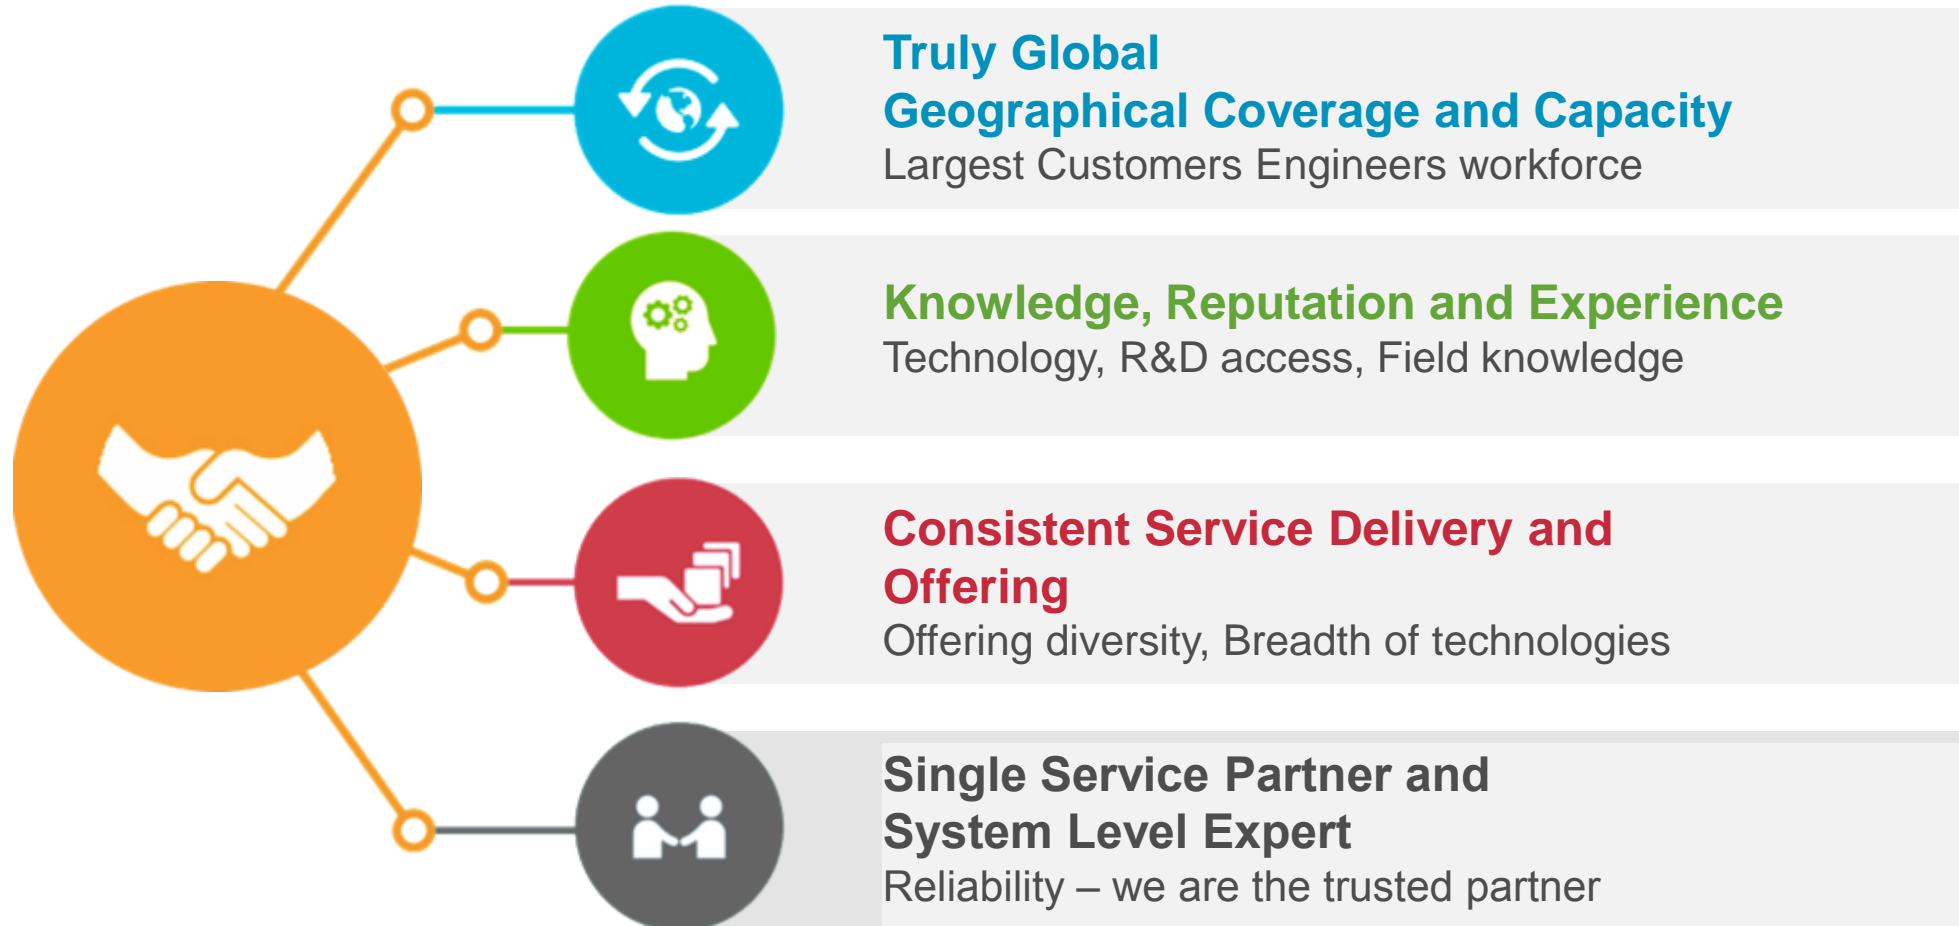 Truly Global
Geographical Coverage and Capacity
Largest Customers Engineers workforce
Knowledge, Reputation and Experience
Technology, R&D access, Field knowledge
Consistent Service Delivery and
Offering
Offering diversity, Breadth of technologies
Single Service Partner and
System Level Expert
Reliability – we are the trusted partner